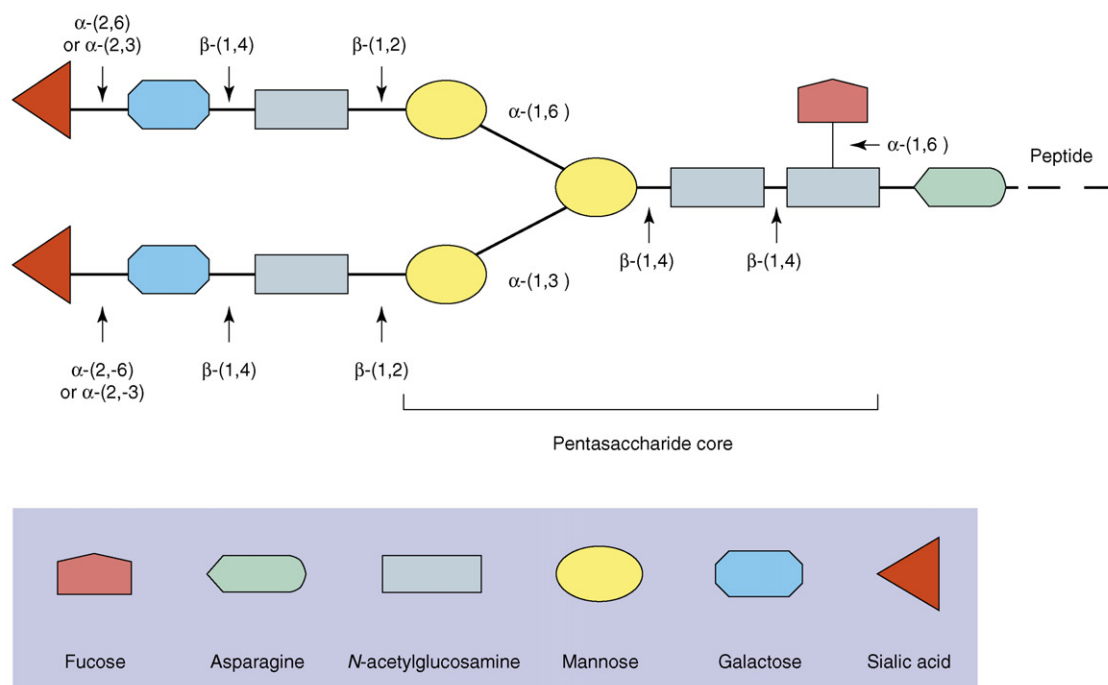 α-(2,6)
or α-(2,3)
β-(1,4)
β-(1,2)
α-(1,6 )
α-(1,6 )
Peptide
β-(1,4)
β-(1,4)
α-(1,3 )
α-(2,-6)
or α-(2,-3)
β-(1,4)
β-(1,2)
Pentasaccharide core
Fucose
Asparagine
N-acetylglucosamine
Mannose
Galactose
Sialic acid